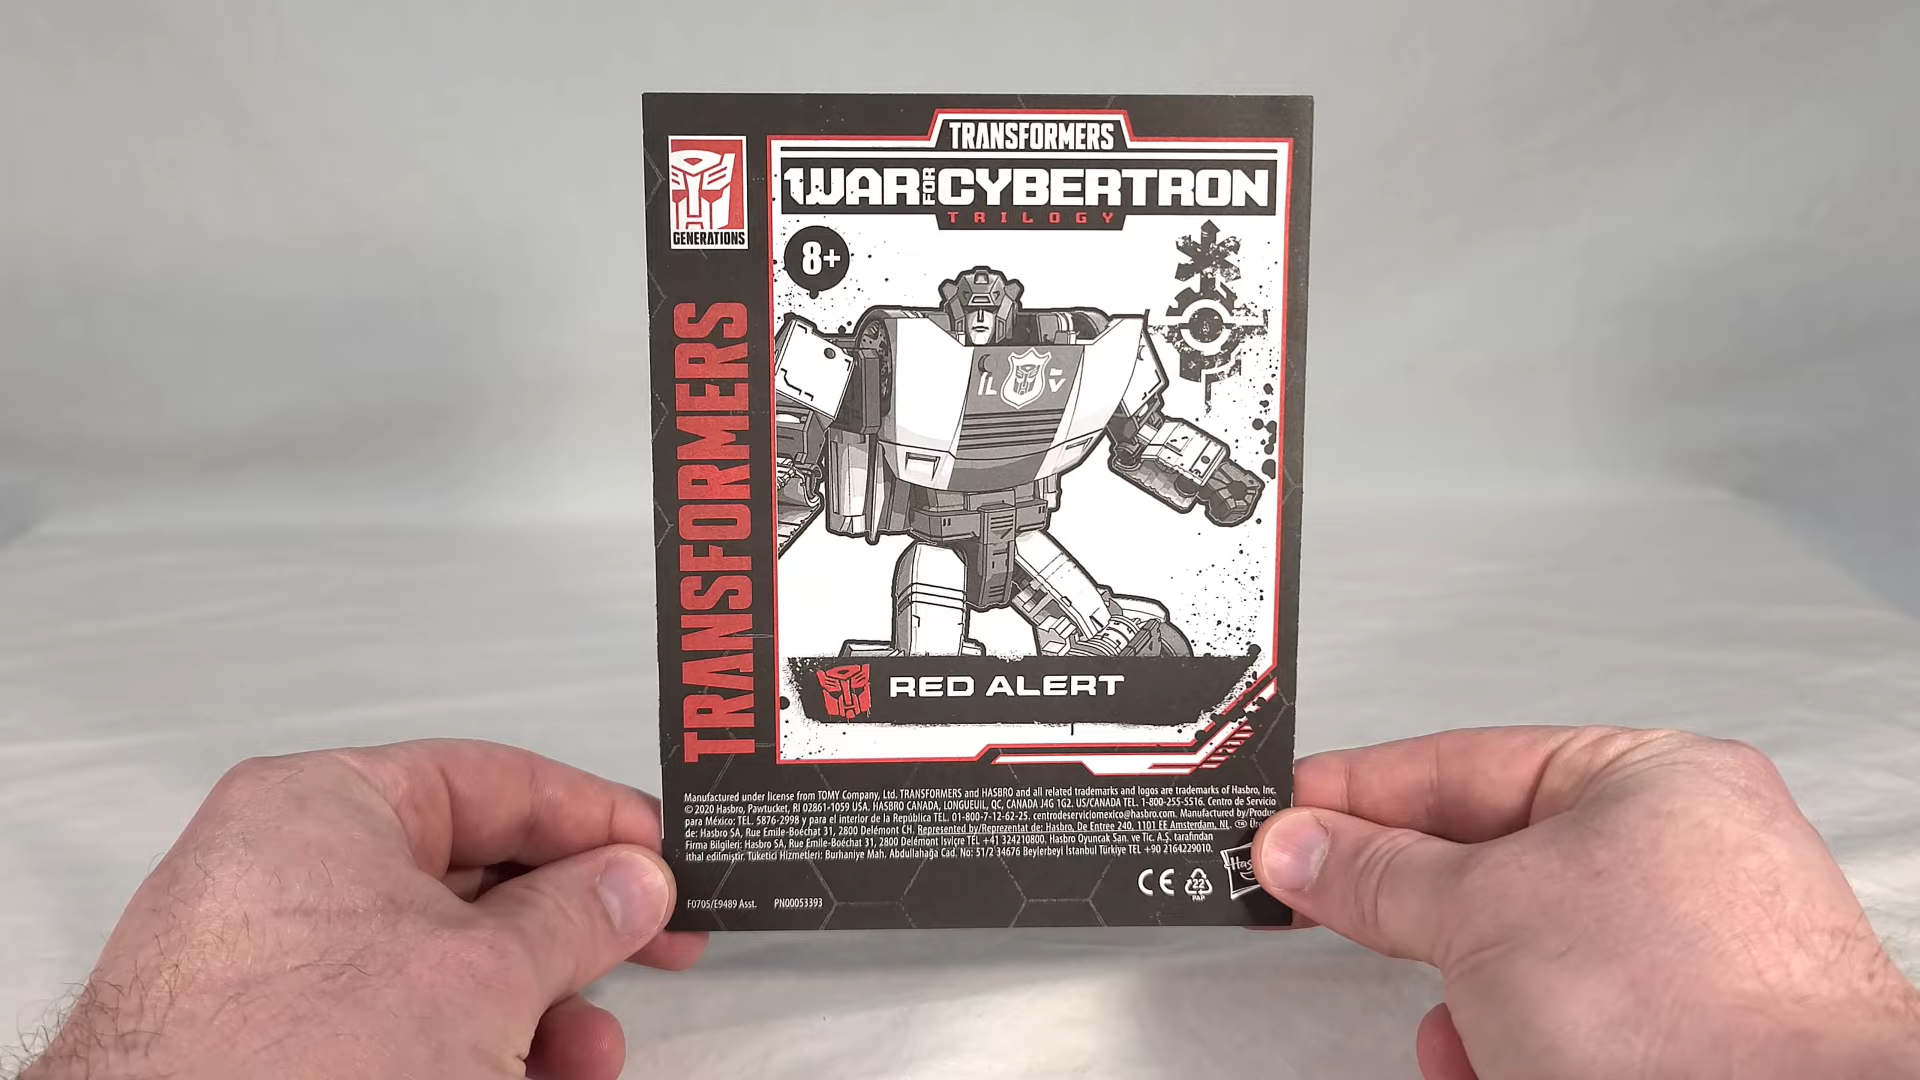 TRANSFORMERS
WAR FOR CYBERTRON
TRILOGY
GENERATIONS
8+
TRANSFORMERS
RED ALERT
Manufactured under license from TOMY Company, Ltd. TRANSFORMERS and HASBRO and all related trademarks and logos are trademarks of Hasbro, Inc.
© 2020 Hasbro, Pawtucket, RI 02861-1059 USA. HASBRO CANADA, LONGUEUIL, QC, CANADA J4G 1G2. US/CANADA TEL. 1-800-255-5516. Centro de Servicio
para México: TEL. 5876-2998 y para el interior de la República TEL. 01-800-7-12-62-25. centrodeserviciomexico@hasbro.com. Manufactured by/Produs
de: Hasbro SA, Rue Emile-Boéchat 31, 2800 Delémont CH. Represented by/Reprezentat de: Hasbro, De Entree 240, 1101 EE Amsterdam, NL.
Firma Bilgileri: Hasbro SA, Rue Emile-Boéchat 31, 2800 Delémont İsviçre TEL +41 324210800. Hasbro Oyuncak San. ve Tic. A.Ş. tarafından
ithal edilmiştir. Tüketici Hizmetleri: Burhaniye Mah. Abdullahağa Cad. No: 51/2 34676 Beylerbeyi İstanbul Türkiye TEL +90 2164229010.
CE
22
PAP
F0705/E9489 Asst. PN00053393